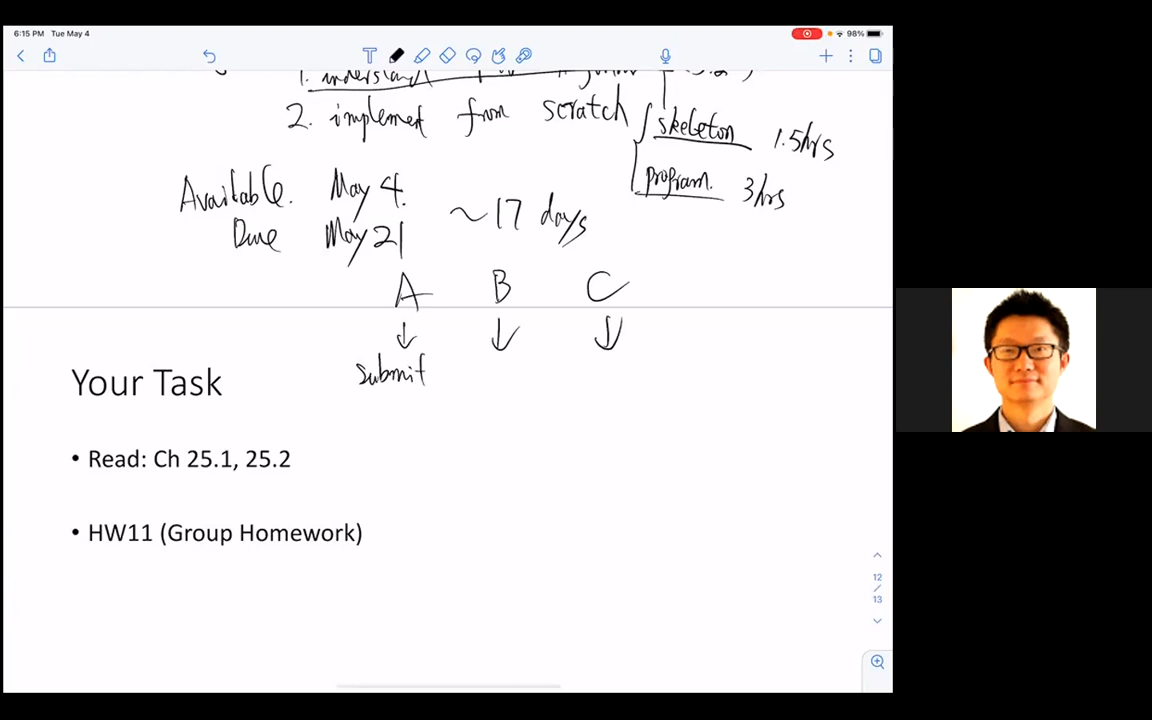 6:15 PM Tue May 4
98%
1. understand
2. implement from scratch
skeleton 1.5hrs
program. 3hrs
Available. May 4.
Due May 21
~17 days
A B C
submit
Your Task
• Read: Ch 25.1, 25.2
• HW11 (Group Homework)
12
/
13